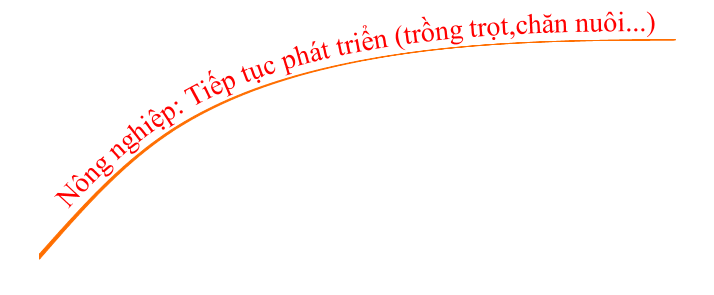 Nông nghiệp: Tiếp tục phát triển (trồng trọt,chăn nuôi...)